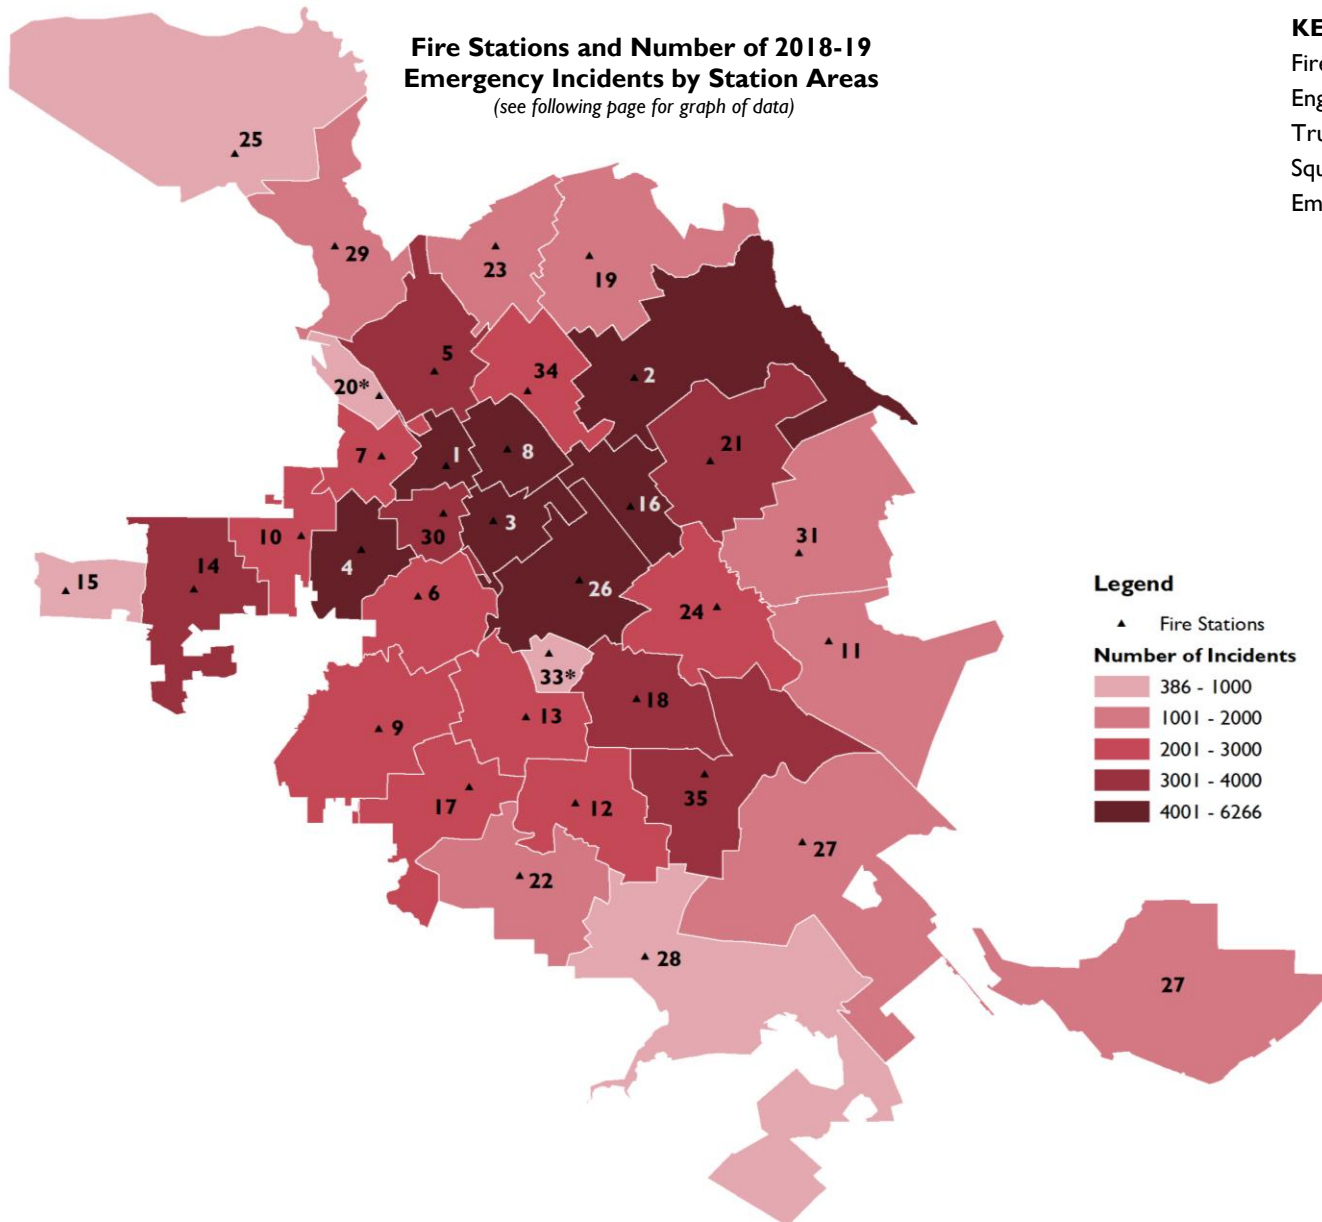 Fire Stations and Number of 2018-19
Emergency Incidents by Station Areas
(see following page for graph of data)
KE
Fire
Eng
Tru
Squ
Em
25
29
23
19
5
34
2
20*
21
7
1
8
16
3
30
10
4
31
14
15
6
26
24
11
33*
18
13
9
35
17
12
27
22
28
27
Legend
Fire Stations
Number of Incidents
386 - 1000
1001 - 2000
2001 - 3000
3001 - 4000
4001 - 6266